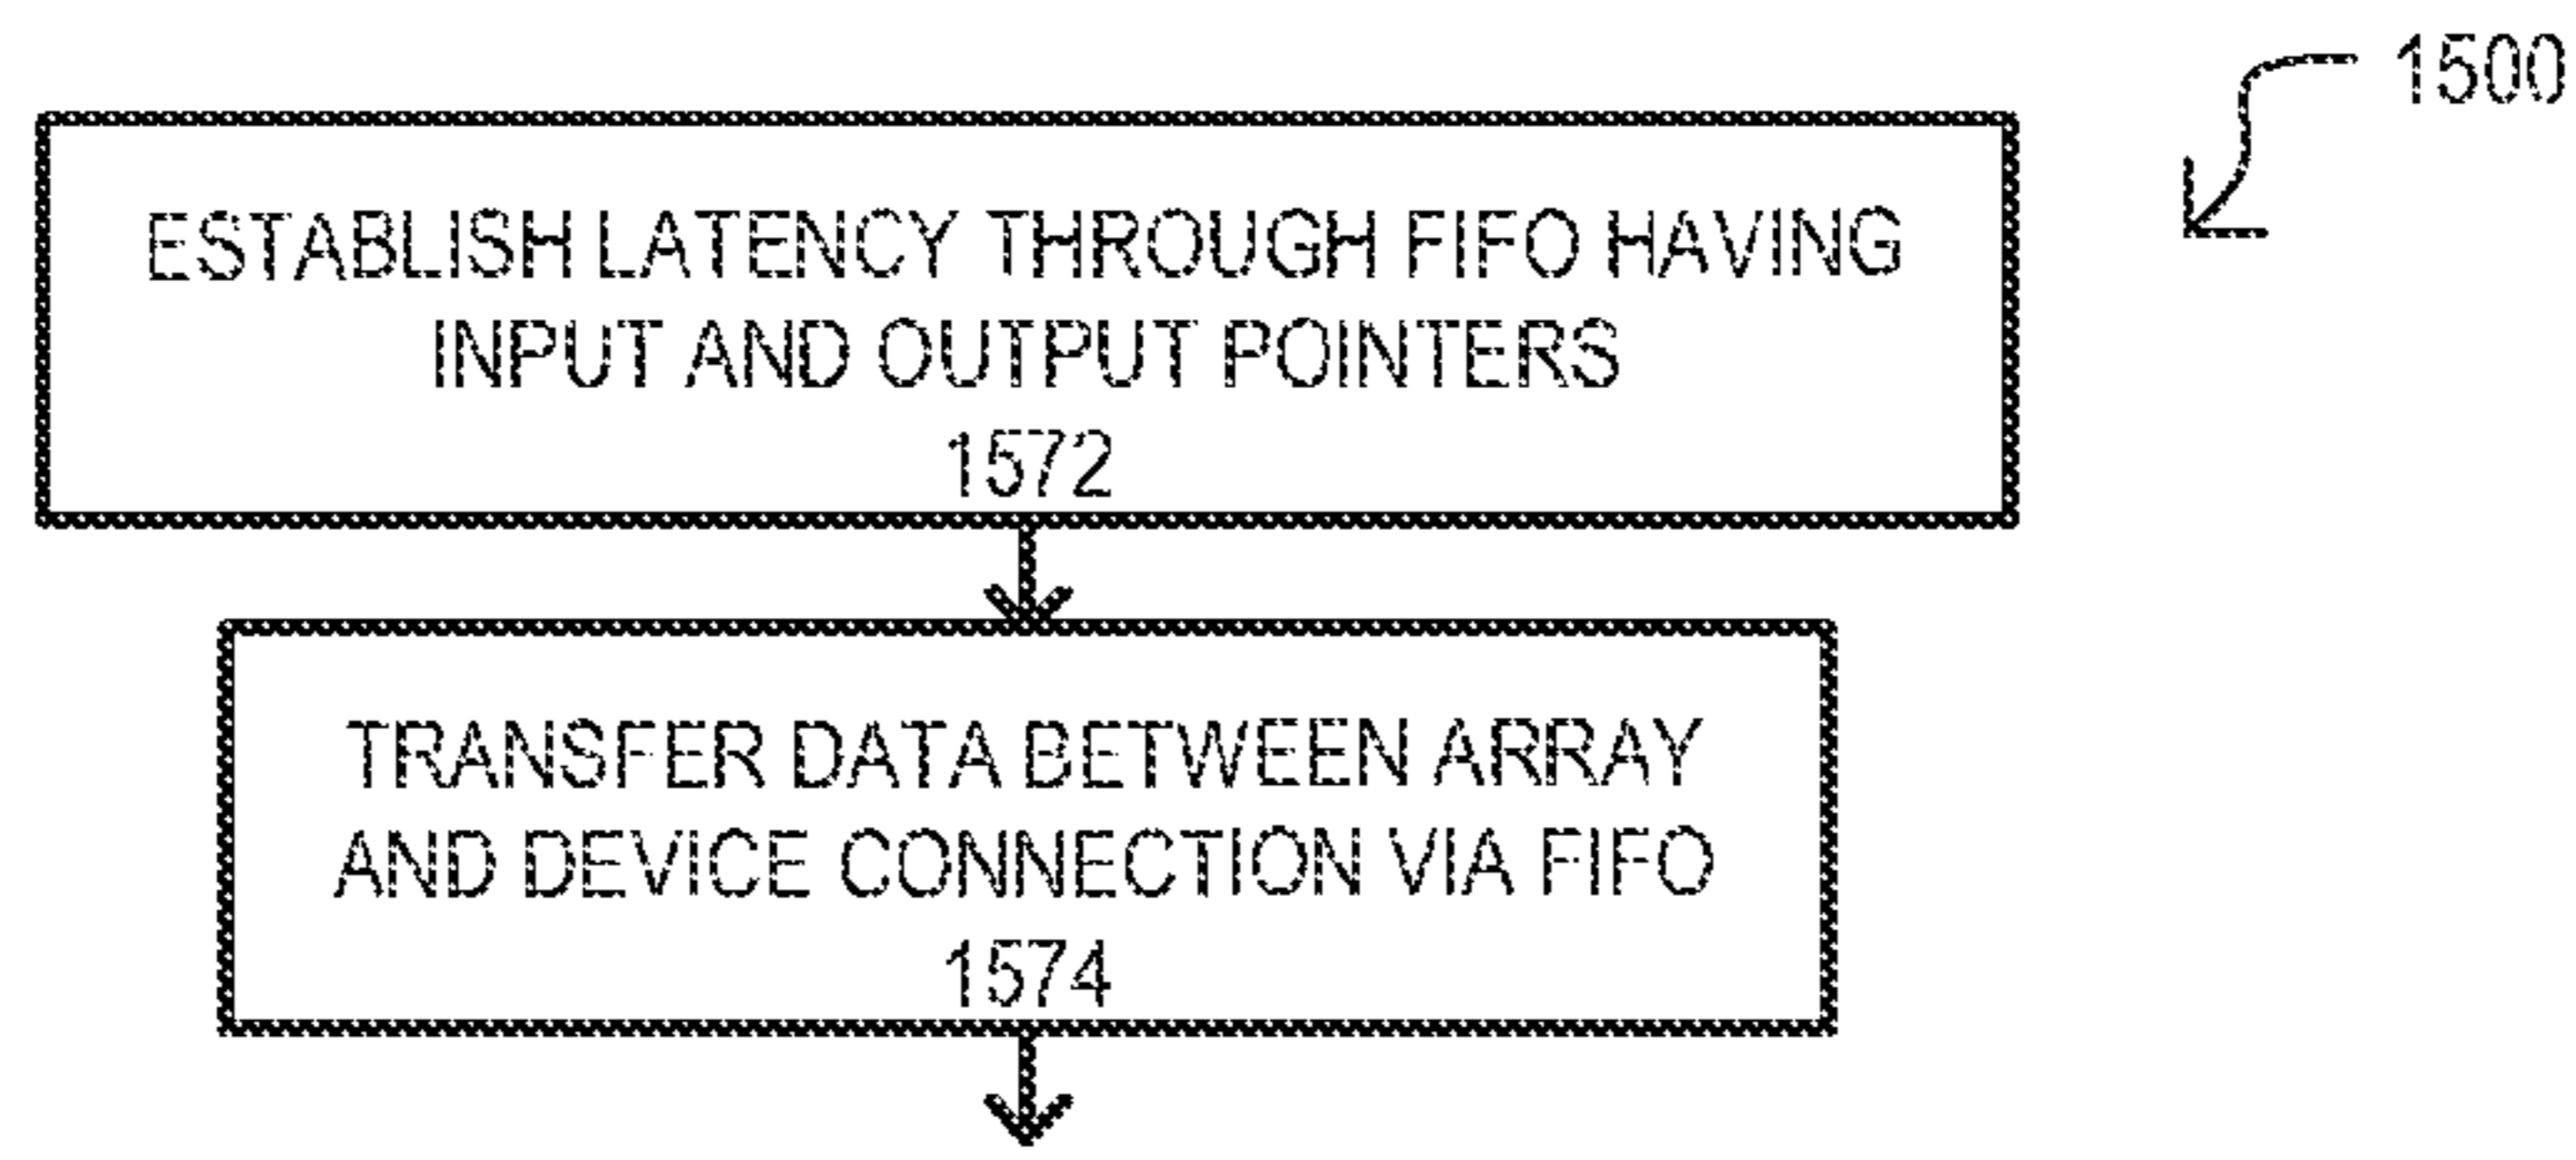 1500
ESTABLISH LATENCY THROUGH FIFO HAVING
INPUT AND OUTPUT POINTERS
1572
TRANSFER DATA BETWEEN ARRAY
AND DEVICE CONNECTION VIA FIFO
1574